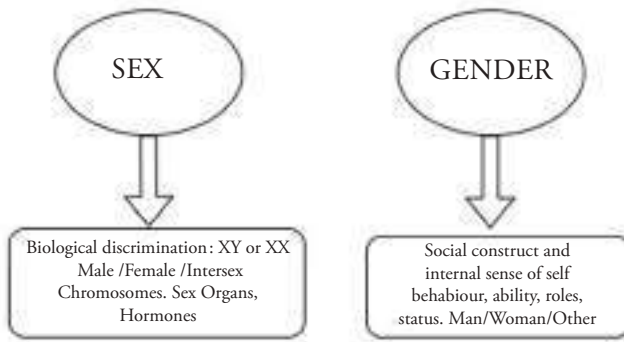 SEX
GENDER
Biological discrimination: XY or XX
Male /Female /Intersex
Chromosomes. Sex Organs,
Hormones
Social construct and
internal sense of self
behabiour, ability, roles,
status. Man/Woman/Other